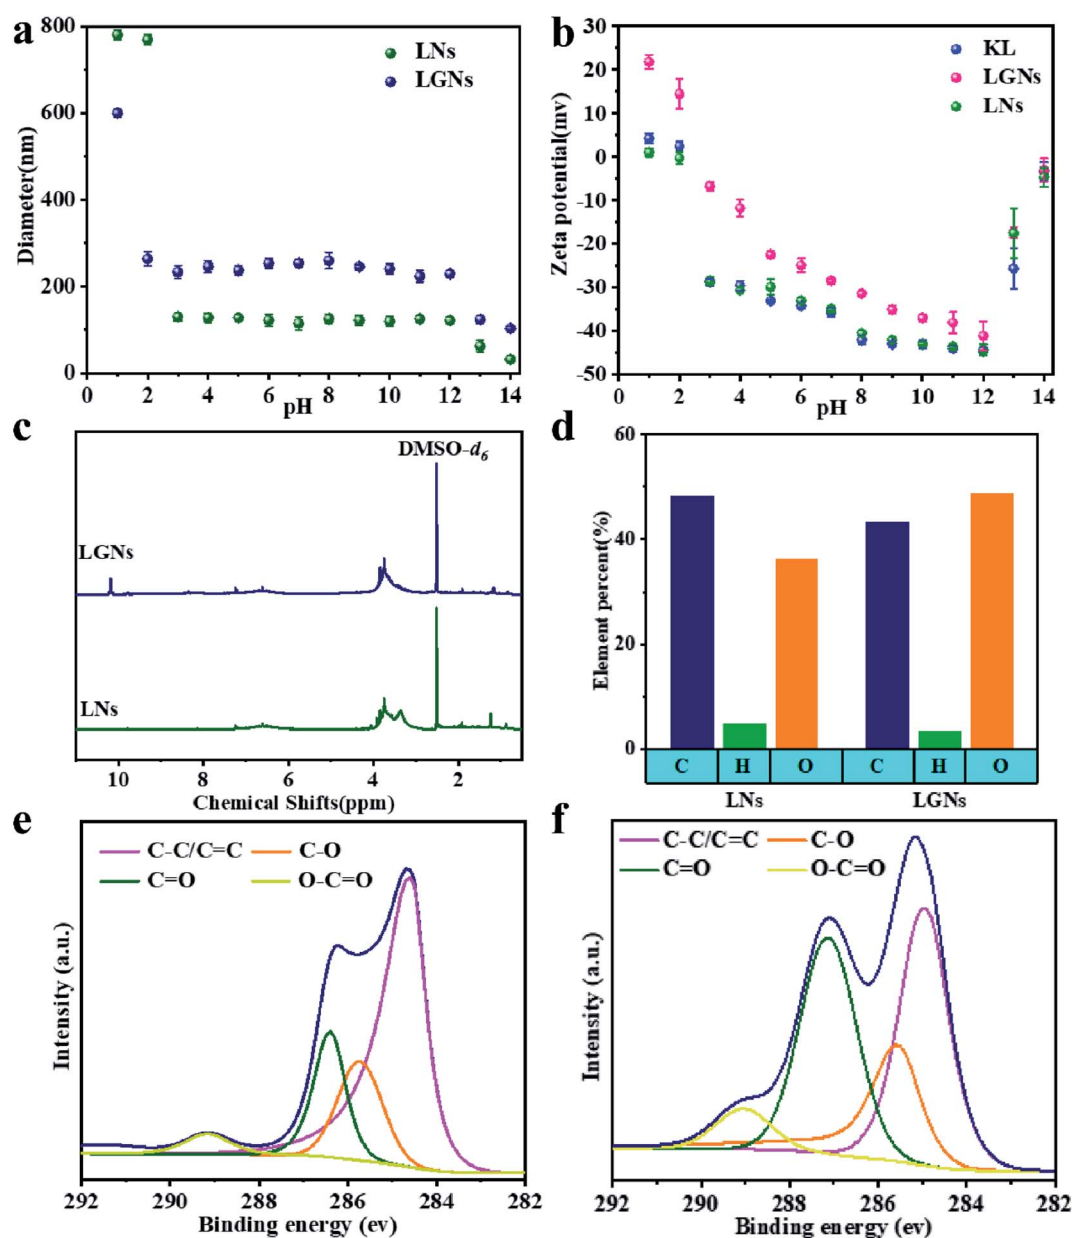 a
800
600
400
200
0
Diameter(nm)
LNs
LGNs
0 2 4 6 8 10 12 14
pH
b
30
20
10
0
-10
-20
-30
-40
-50
Zeta potential(mv)
KL
LGNs
LNs
0 2 4 6 8 10 12 14
pH
c
DMSO-d6
LGNs
LNs
10 8 6 4 2
Chemical Shifts(ppm)
d
60
40
20
0
Element percent(%)
C H O C H O
LNs LGNs
e
C-C/C=C C-O
C=O O-C=O
Intensity (a.u.)
292 290 288 286 284 282
Binding energy (ev)
f
C-C/C=C C-O
C=O O-C=O
Intensity (a.u.)
292 290 288 286 284 282
Binding energy (ev)